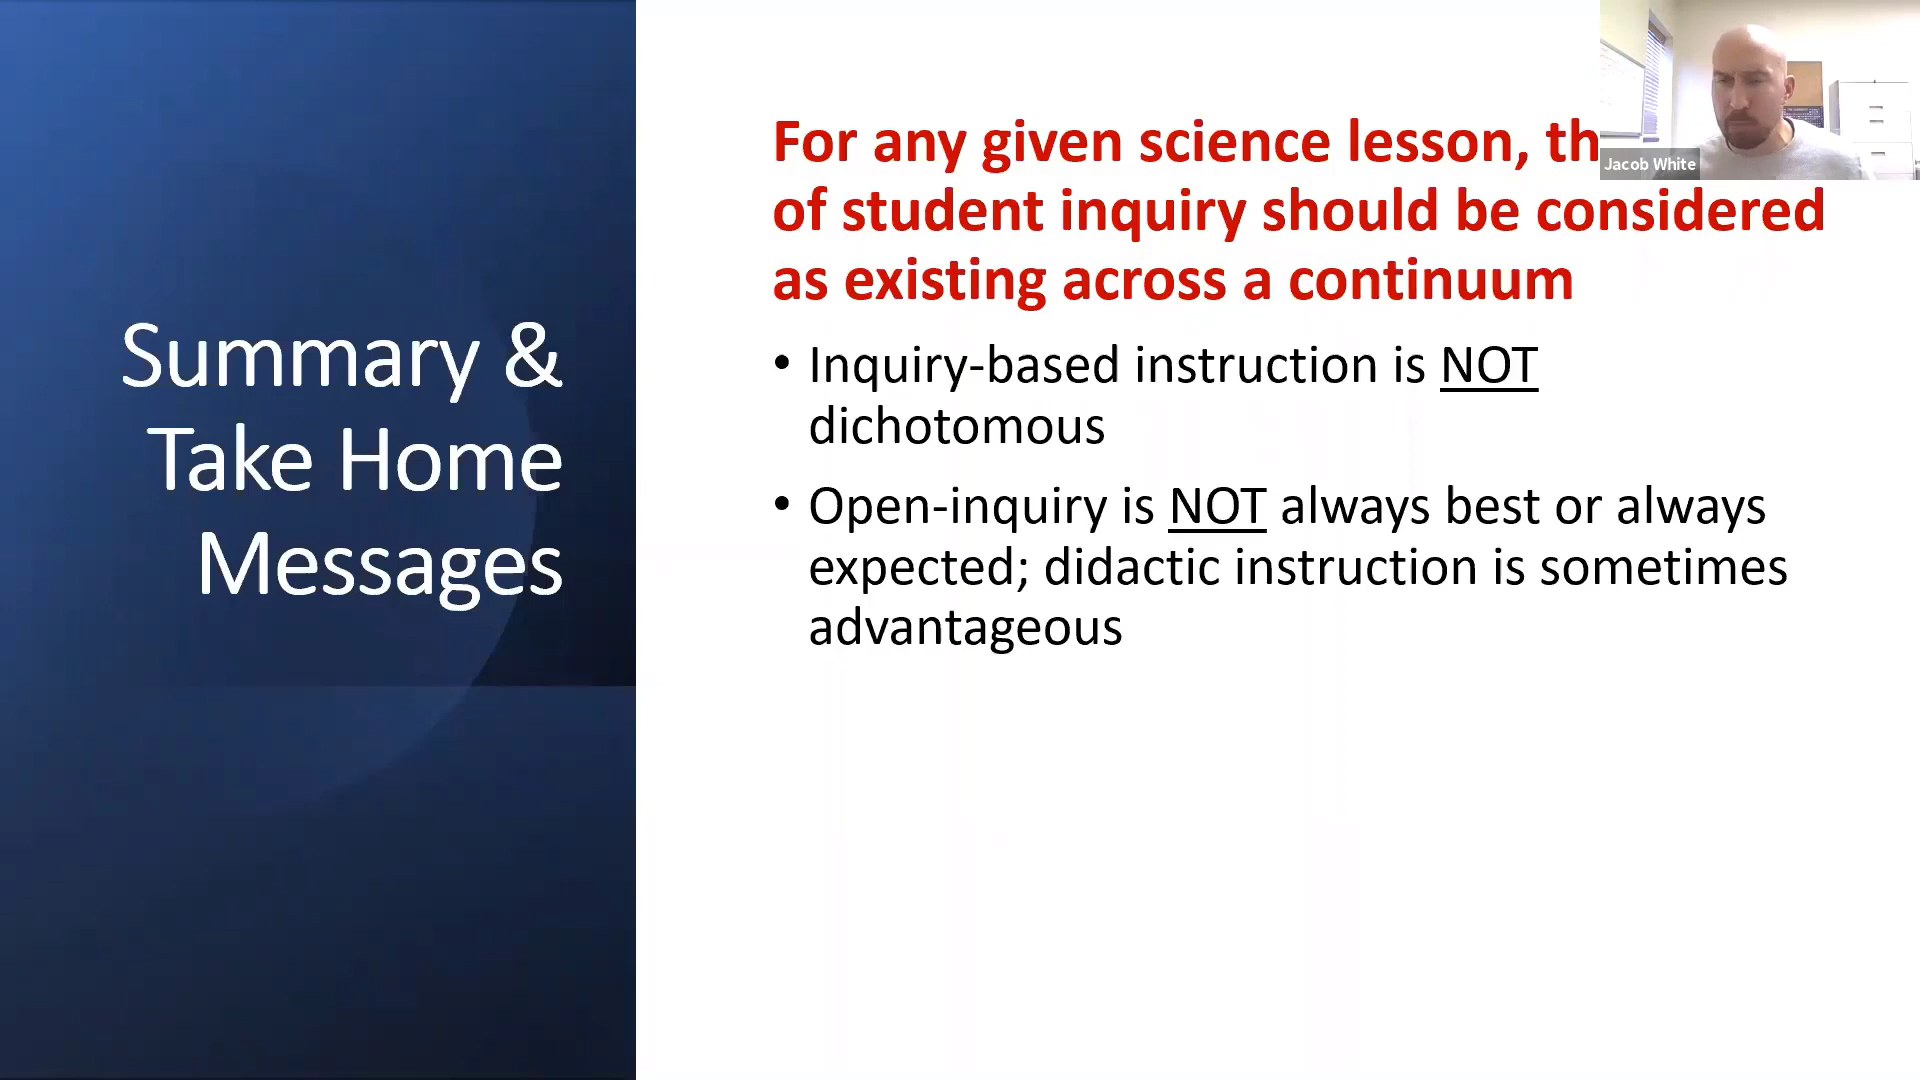 Summary &
Take Home
Messages
For any given science lesson, th
of student inquiry should be considered
as existing across a continuum
• Inquiry-based instruction is NOT
dichotomous
• Open-inquiry is NOT always best or always
expected; didactic instruction is sometimes
advantageous
Jacob White